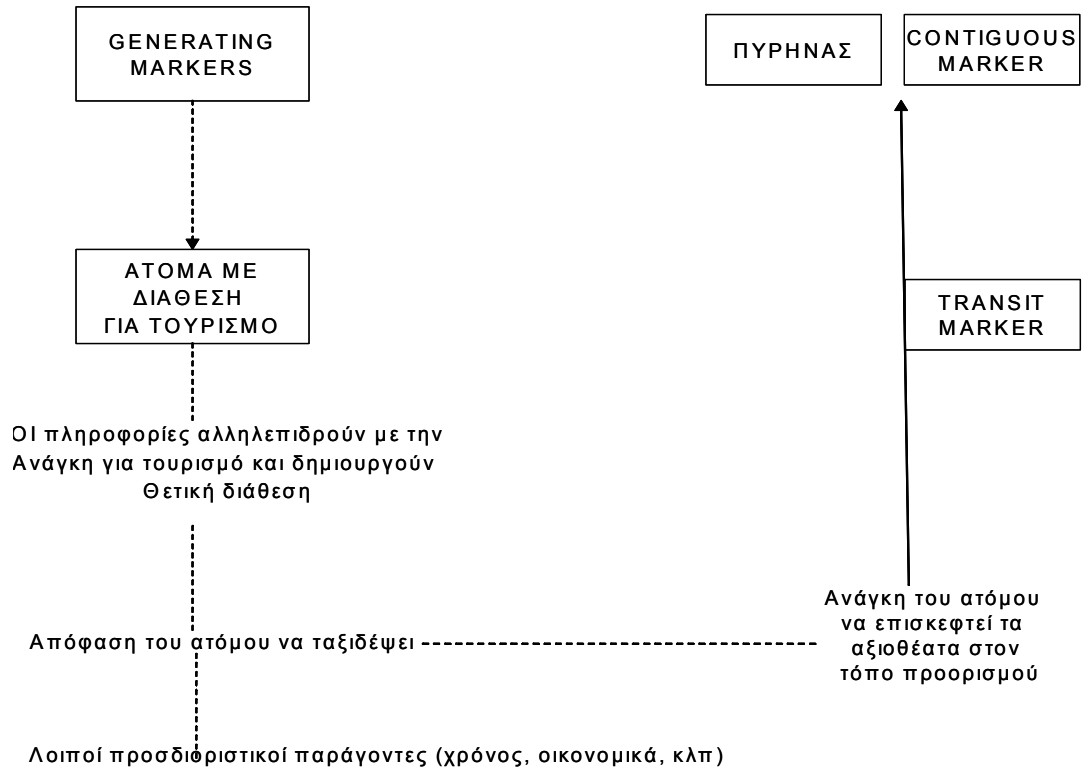 GENERATING
MARKERS
ΠΥΡΗΝΑΣ
CONTIGUOUS
MARKER
ΑΤΟΜΑ ΜΕ
ΔΙΑΘΕΣΗ
ΓΙΑ ΤΟΥΡΙΣΜΟ
TRANSIT
MARKER
ΟΙ πληροφορίες αλληλεπιδρούν με την
Ανάγκη για τουρισμό και δημιουργούν
Θετική διάθεση
Απόφαση του ατόμου να ταξιδέψει
Ανάγκη του ατόμου
να επισκεφτεί τα
αξιοθέατα στον
τόπο προορισμού
Λοιποί προσδιοριστικοί παράγοντες (χρόνος, οικονομικά, κλπ)